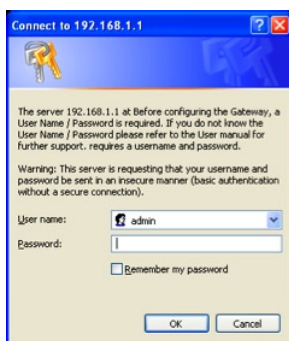 Connect to 192.168.1.1
The server 192.168.1.1 at Before configuring the Gateway, a
User Name / Password is required. If you do not know the
User Name / Password please refer to the User manual for
further support. requires a username and password.
Warning: This server is requesting that your username and
password be sent in an insecure manner (basic authentication
without a secure connection).
User name: admin
Password:
Remember my password
OK Cancel